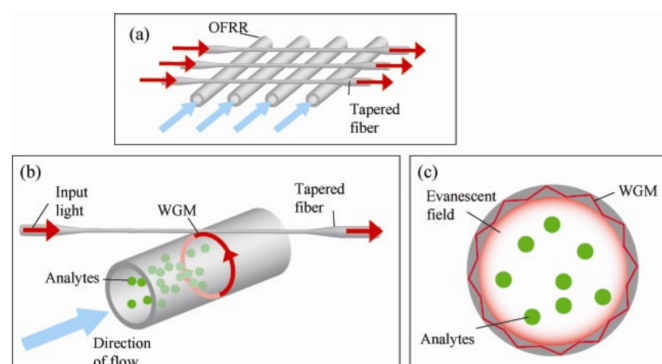 OFRR
(a)
Tapered
fiber
(b)
Input
light
WGM
Tapered
fiber
Analytes
Direction
of flow
(c)
WGM
Evanescent
field
Analytes